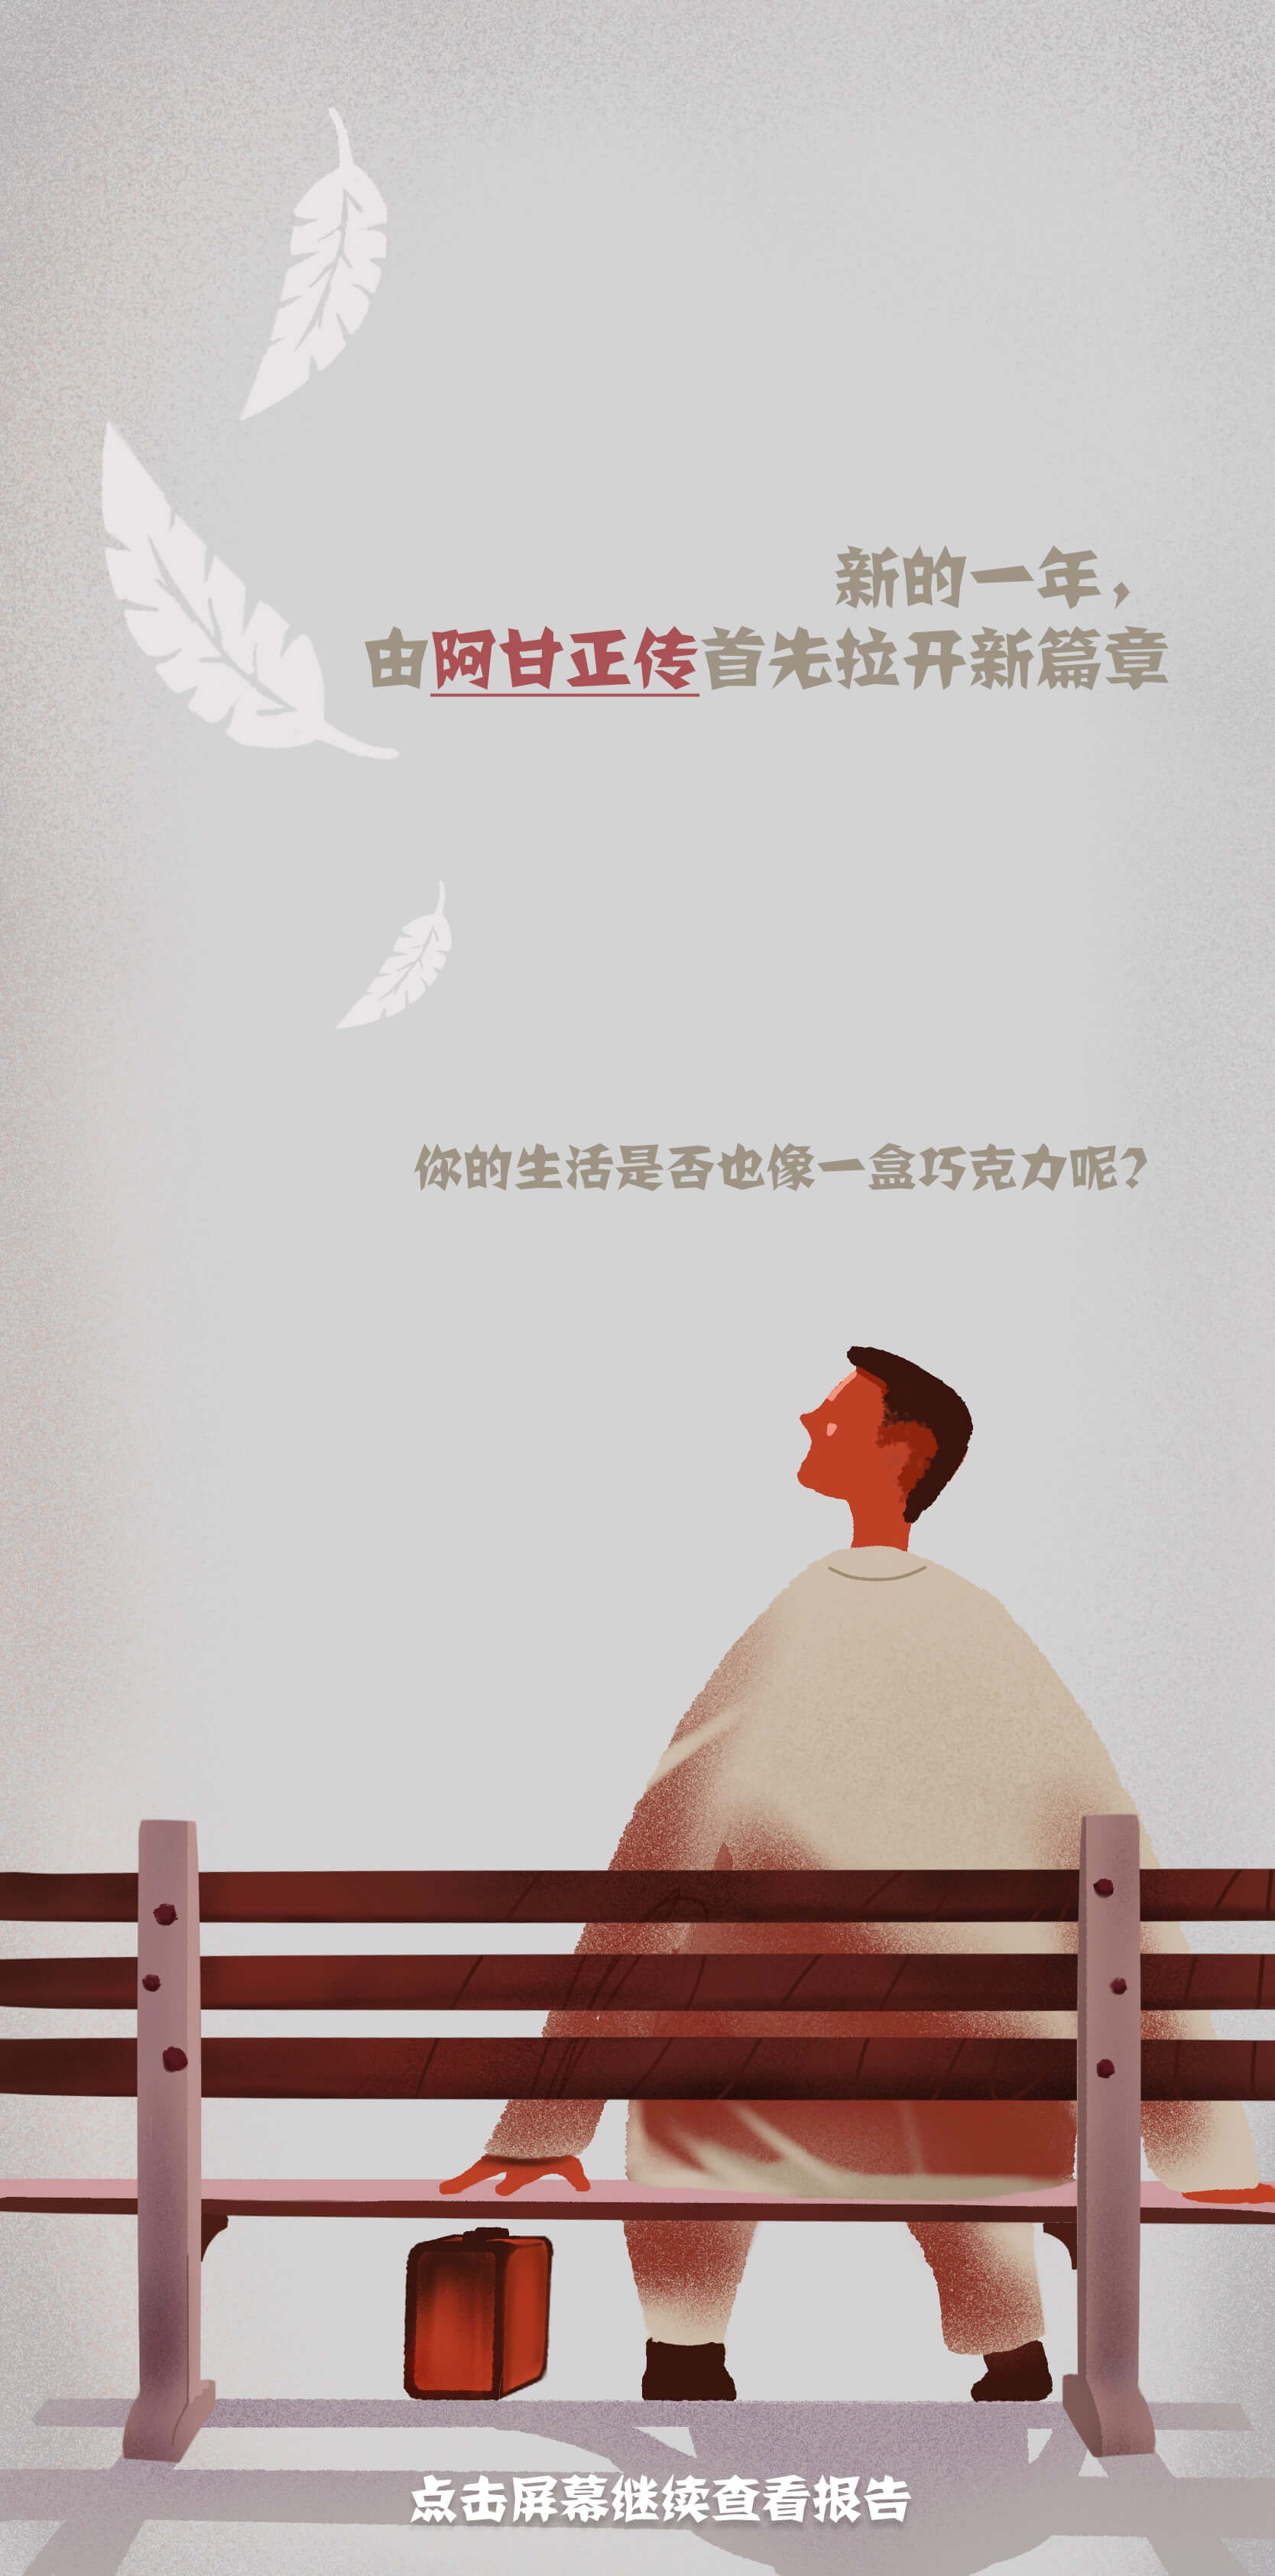 新的一年，
由阿甘正传首先拉开新篇章
你的生活是否也像一盒巧克力呢？
点击屏幕继续查看报告